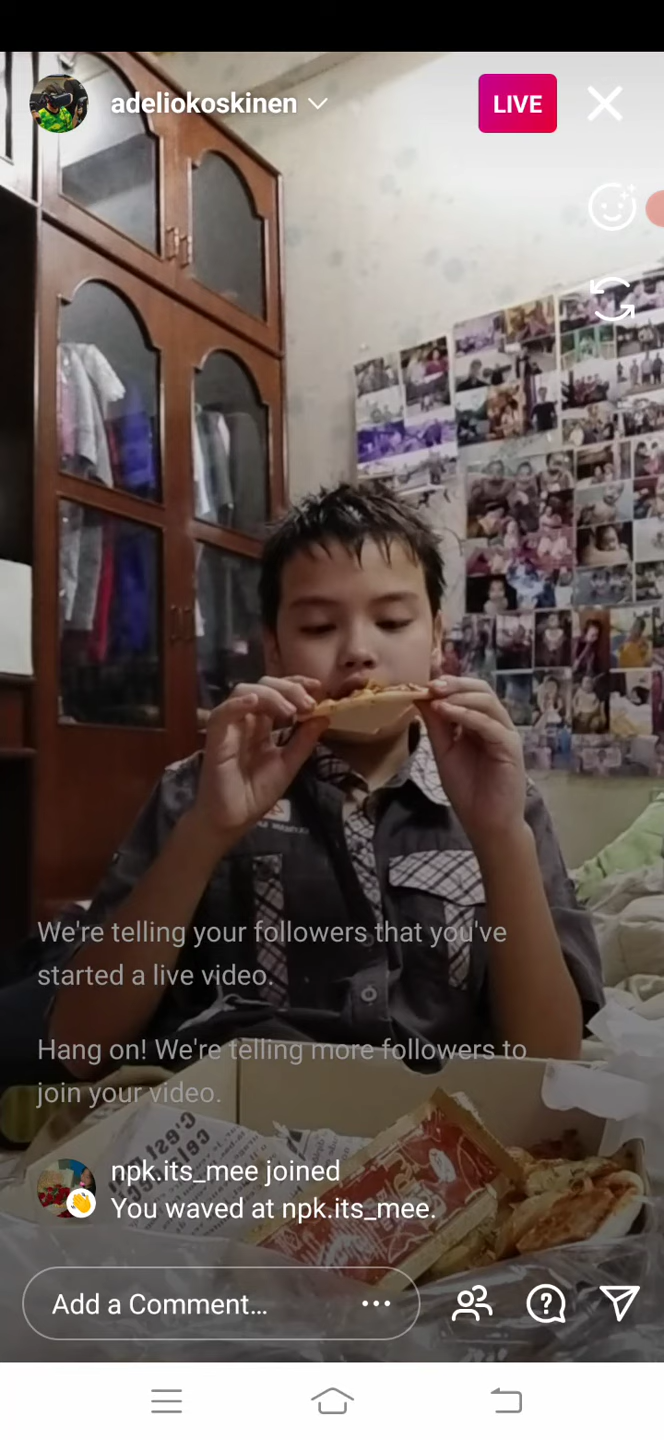 adeliokoskinen
LIVE
We're telling your followers that you've
started a live video.
Hang on! We're telling more followers to
join your video.
npk.its_mee joined
You waved at npk.its_mee.
Add a Comment...